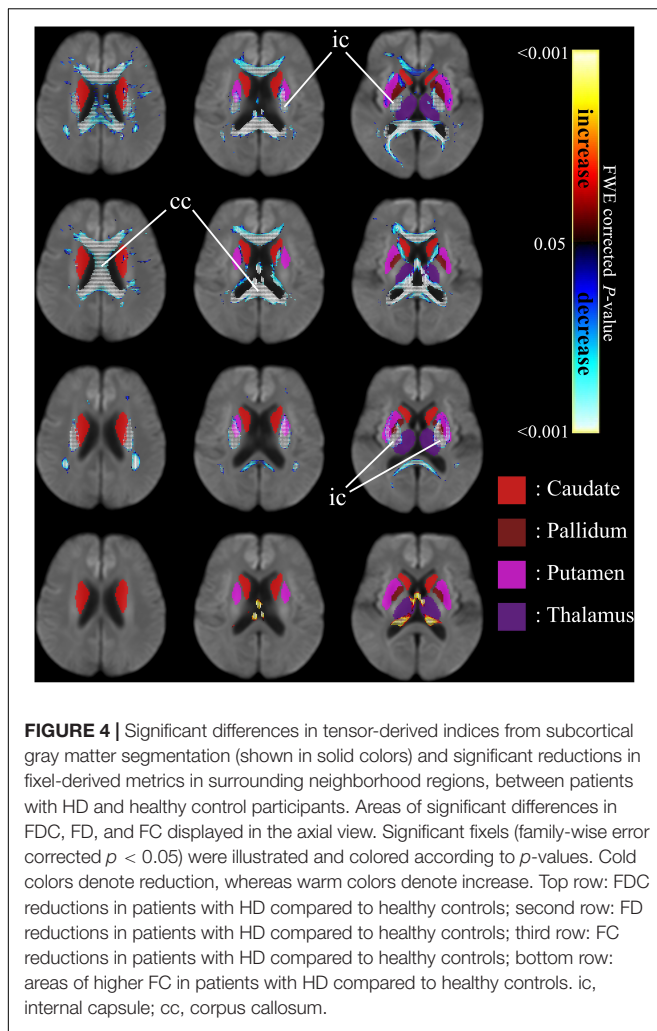 ic
<0.001
increase
FWE corrected P-value
0.05
decrease
cc
<0.001
ic
: Caudate
: Pallidum
: Putamen
: Thalamus
FIGURE 4 | Significant differences in tensor-derived indices from subcortical
gray matter segmentation (shown in solid colors) and significant reductions in
fixel-derived metrics in surrounding neighborhood regions, between patients
with HD and healthy control participants. Areas of significant differences in
FDC, FD, and FC displayed in the axial view. Significant fixels (family-wise error
corrected p < 0.05) were illustrated and colored according to p-values. Cold
colors denote reduction, whereas warm colors denote increase. Top row: FDC
reductions in patients with HD compared to healthy controls; second row: FD
reductions in patients with HD compared to healthy controls; third row: FC
reductions in patients with HD compared to healthy controls; bottom row:
areas of higher FC in patients with HD compared to healthy controls. ic,
internal capsule; cc, corpus callosum.